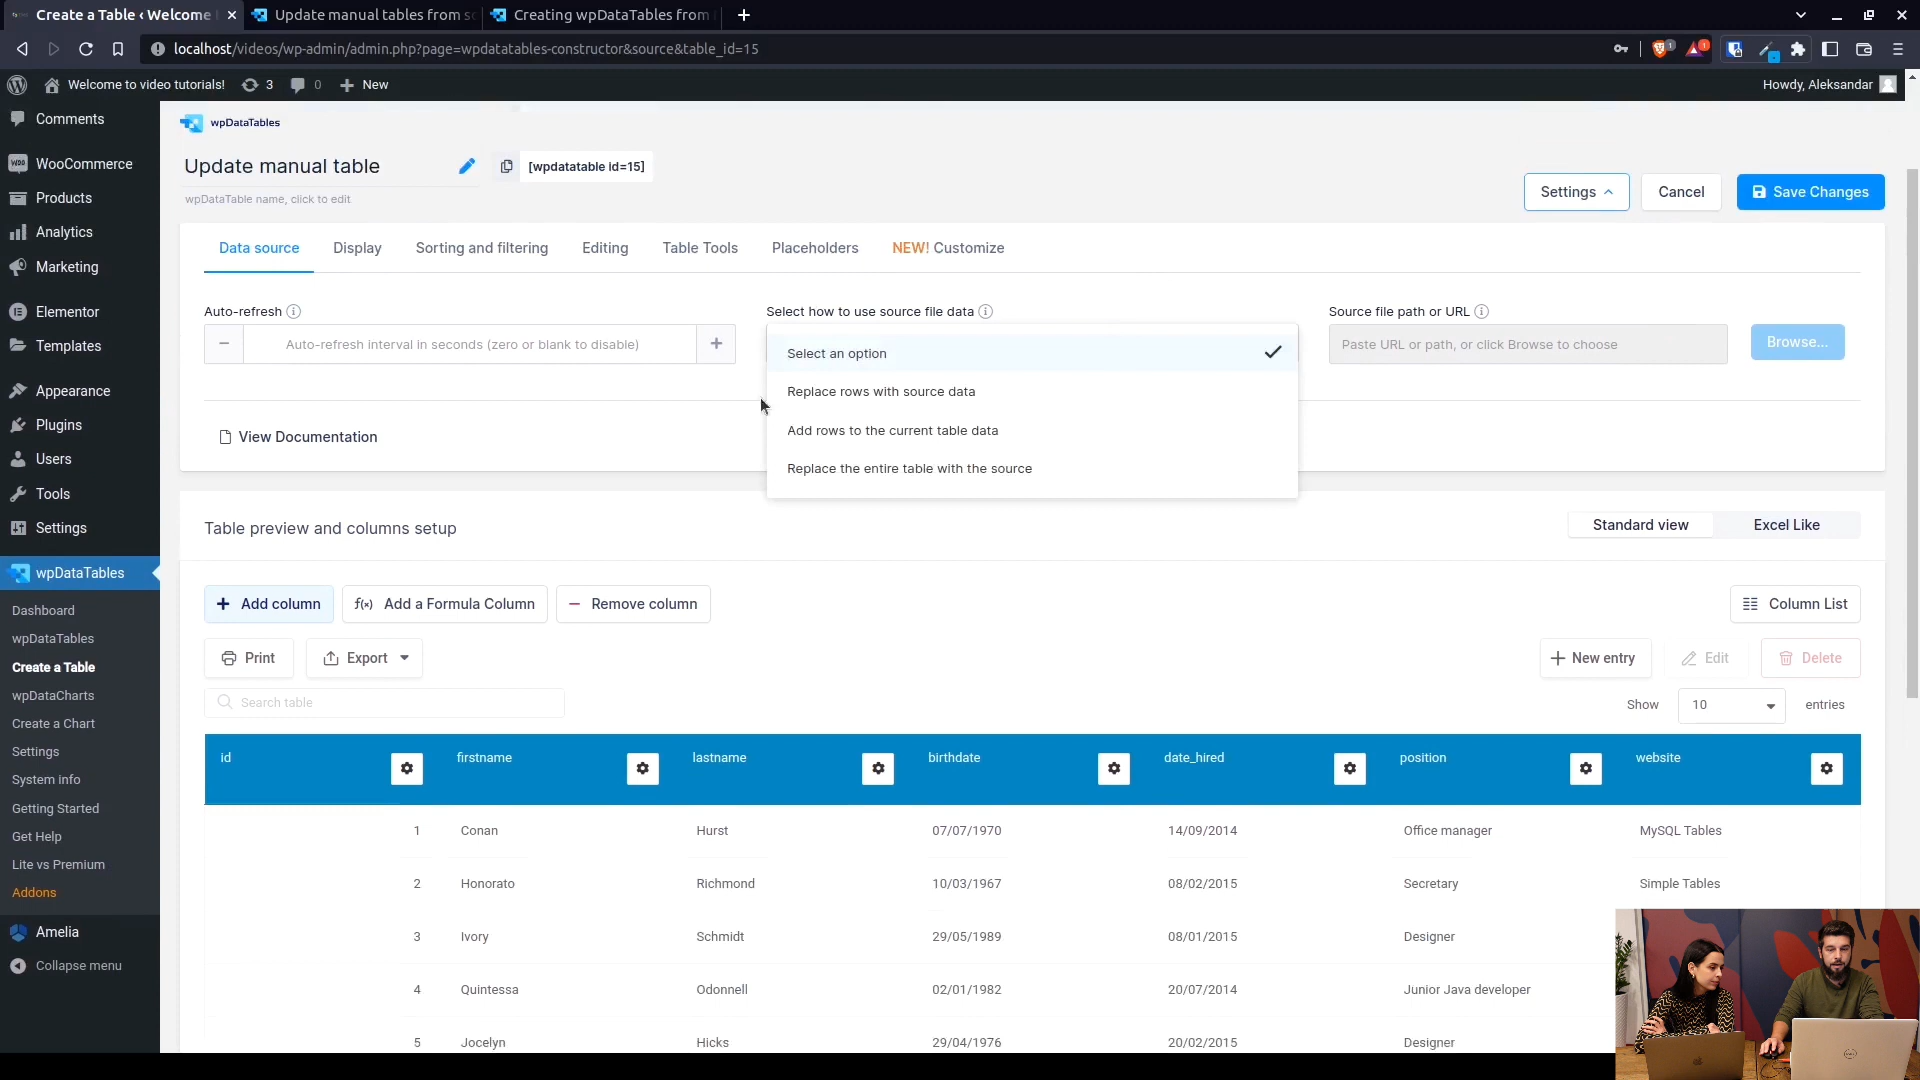 Create a Table ‹ Welcome
Update manual tables from so
Creating wpDataTables from
localhost/videos/wp-admin/admin.php?page=wpdatatables-constructor&source&table_id=15
1
1
Welcome to video tutorials!
3
0
New
Howdy, Aleksandar
Comments
WooCommerce
Products
Analytics
Marketing
Elementor
Templates
Appearance
Plugins
Users
Tools
Settings
wpDataTables
Dashboard
wpDataTables
Create a Table
wpDataCharts
Create a Chart
Settings
System info
Getting Started
Get Help
Lite vs Premium
Addons
Amelia
Collapse menu
wpDataTables
Update manual table
[wpdatatable id=15]
wpDataTable name, click to edit
Settings
Cancel
Save Changes
Data source
Display
Sorting and filtering
Editing
Table Tools
Placeholders
NEW! Customize
Auto-refresh
Select how to use source file data
Source file path or URL
Auto-refresh interval in seconds (zero or blank to disable)
Select an option
Replace rows with source data
Add rows to the current table data
Replace the entire table with the source
Paste URL or path, or click Browse to choose
Browse...
View Documentation
Table preview and columns setup
Standard view
Excel Like
Add column
f(x) Add a Formula Column
Remove column
Column List
Print
Export
New entry
Edit
Delete
Search table
Show 10 entries
id firstname lastname birthdate date_hired position website
1 Conan Hurst 07/07/1970 14/09/2014 Office manager MySQL Tables
2 Honorato Richmond 10/03/1967 08/02/2015 Secretary Simple Tables
3 Ivory Schmidt 29/05/1989 08/01/2015 Designer
4 Quintessa Odonnell 02/01/1982 20/07/2014 Junior Java developer
5 Jocelyn Hicks 29/04/1976 20/02/2015 Designer